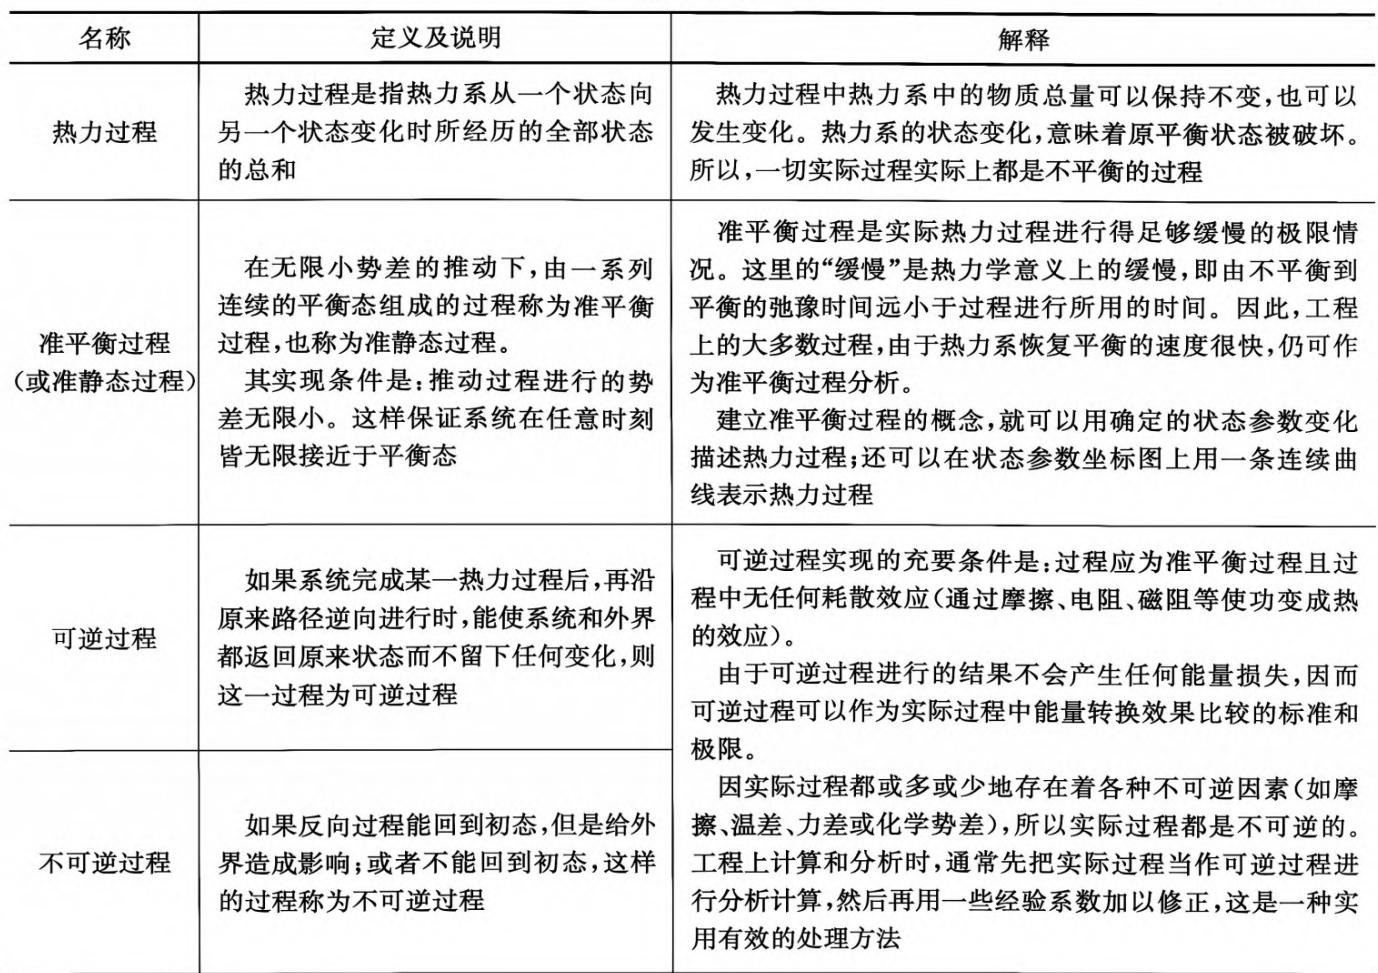 名称
定义及说明
解释
热力过程
热力过程是指热力系从一个状态向
另一个状态变化时所经历的全部状态
的总和
热力过程中热力系中的物质总量可以保持不变,也可以
发生变化。热力系的状态变化,意味着原平衡状态被破坏。
所以,一切实际过程实际上都是不平衡的过程
准平衡过程
(或准静态过程)
在无限小势差的推动下,由一系列
连续的平衡态组成的过程称为准平衡
过程,也称为准静态过程。
其实现条件是:推动过程进行的势
差无限小。这样保证系统在任意时刻
皆无限接近于平衡态
准平衡过程是实际热力过程进行得足够缓慢的极限情
况。这里的“缓慢”是热力学意义上的缓慢,即由不平衡到
平衡的弛豫时间远小于过程进行所用的时间。因此,工程
上的大多数过程,由于热力系恢复平衡的速度很快,仍可作
为准平衡过程分析。
建立准平衡过程的概念,就可以用确定的状态参数变化
描述热力过程;还可以在状态参数坐标图上用一条连续曲
线表示热力过程
可逆过程
如果系统完成某一热力过程后,再沿
原来路径逆向进行时,能使系统和外界
都返回原来状态而不留下任何变化,则
这一过程为可逆过程
可逆过程实现的充要条件是:过程应为准平衡过程且过
程中无任何耗散效应(通过摩擦、电阻、磁阻等使功变成热
的效应)。
由于可逆过程进行的结果不会产生任何能量损失,因而
可逆过程可以作为实际过程中能量转换效果比较的标准和
极限。
因实际过程都或多或少地存在着各种不可逆因素(如摩
擦、温差、力差或化学势差),所以实际过程都是不可逆的。
工程上计算和分析时,通常先把实际过程当作可逆过程进
行分析计算,然后再用一些经验系数加以修正,这是一种实
用有效的处理方法
不可逆过程
如果反向过程能回到初态,但是给外
界造成影响;或者不能回到初态,这样
的过程称为不可逆过程